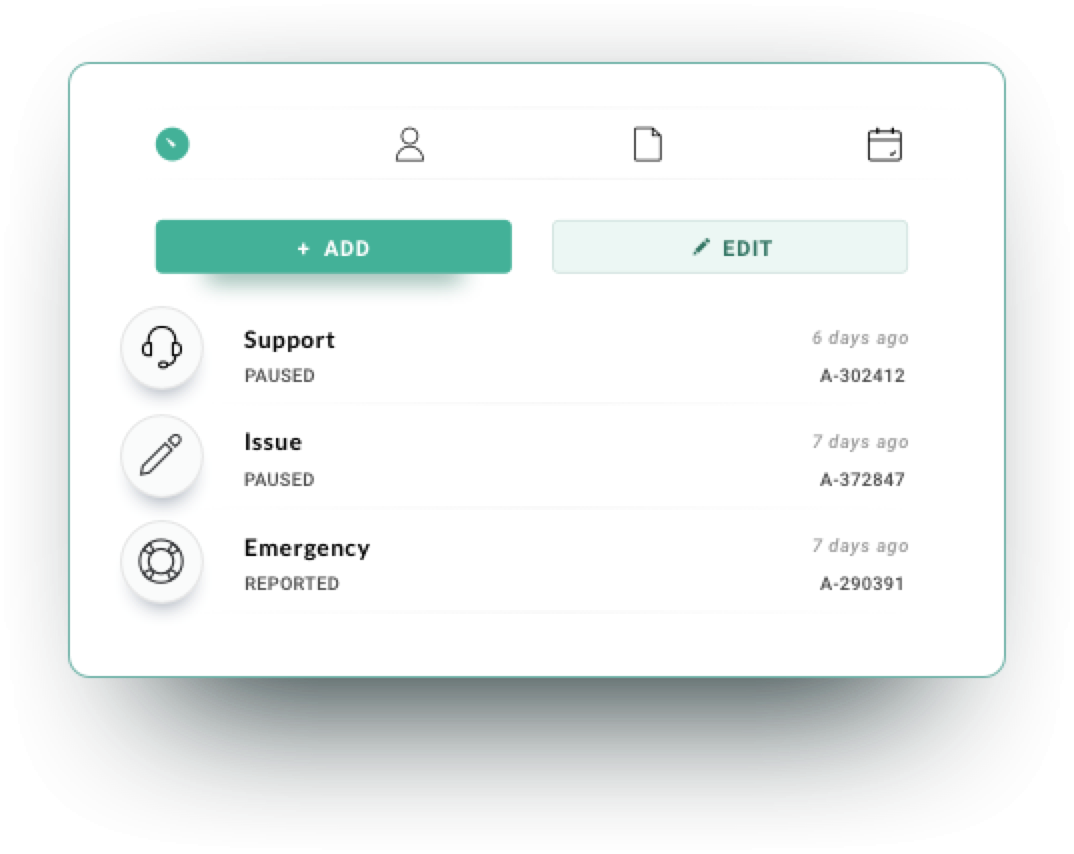 + ADD
EDIT
Support
6 days ago
PAUSED
A-302412
Issue
7 days ago
PAUSED
A-372847
Emergency
7 days ago
REPORTED
A-290391